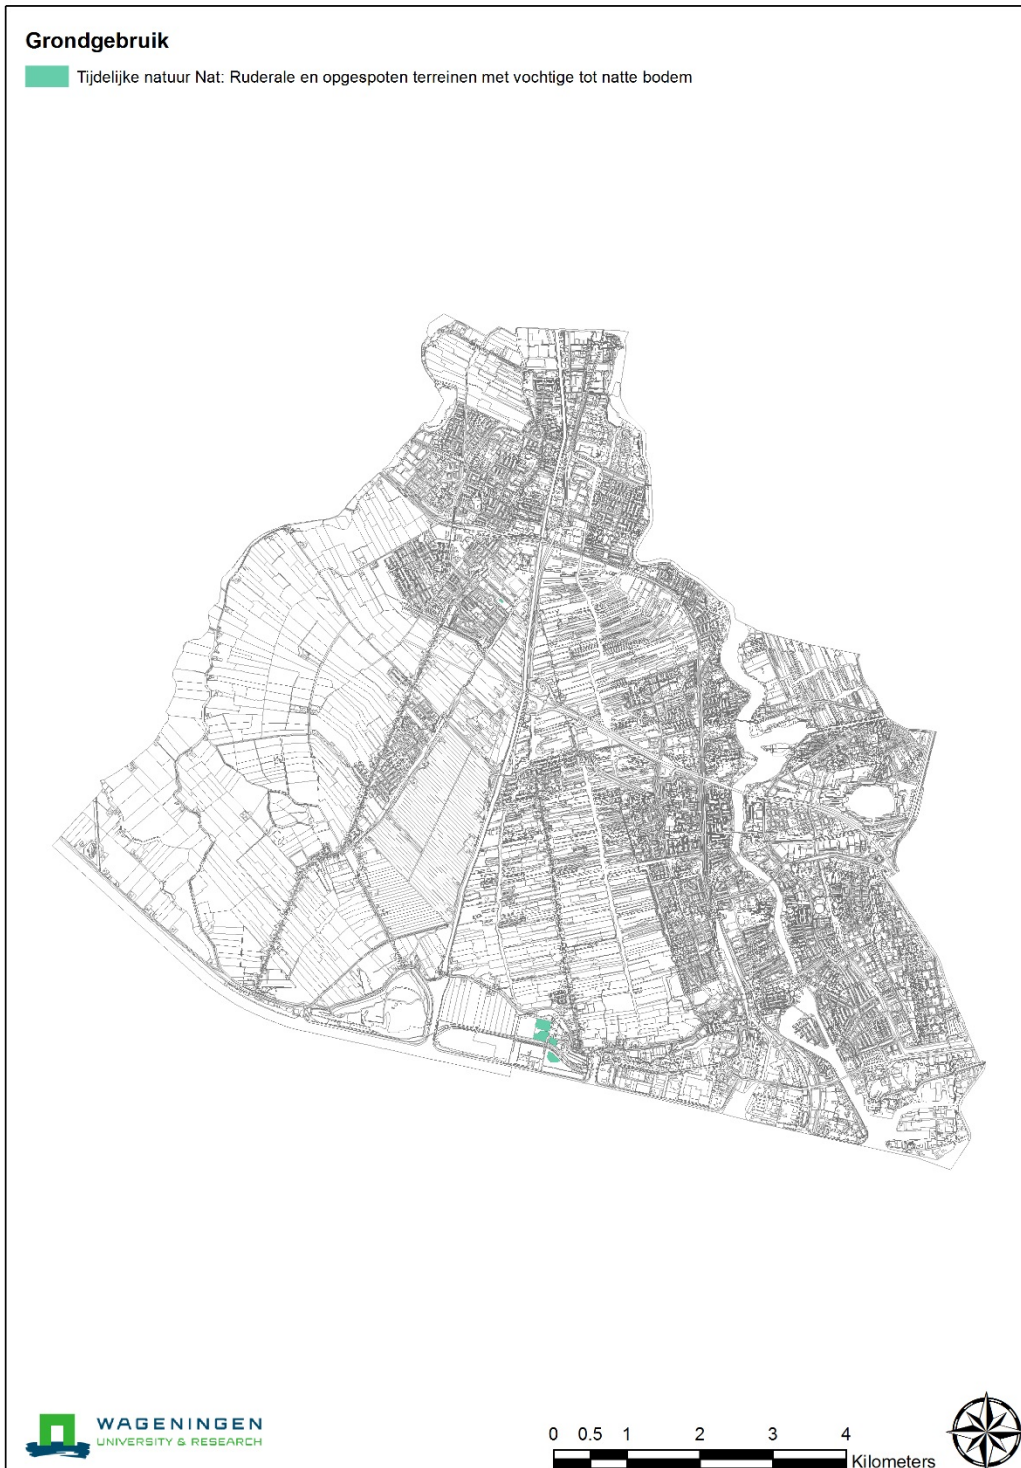 Grondgebruik
Tijdelijke natuur Nat: Ruderale en opgespoten terreinen met vochtige tot natte bodem
WAGENINGEN
UNIVERSITY & RESEARCH
0 0.5 1 2 3 4
Kilometers